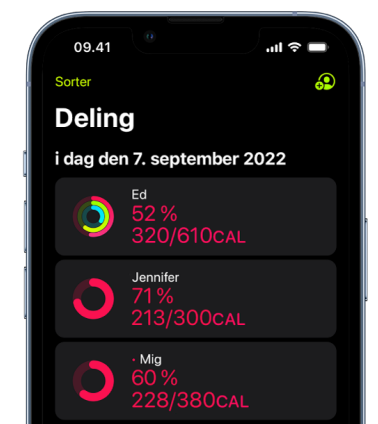 09.41
Sorter
Deling
i dag den 7. september 2022
Ed
52 %
320/610CAL
Jennifer
71 %
213/300CAL
· Mig
60 %
228/380CAL